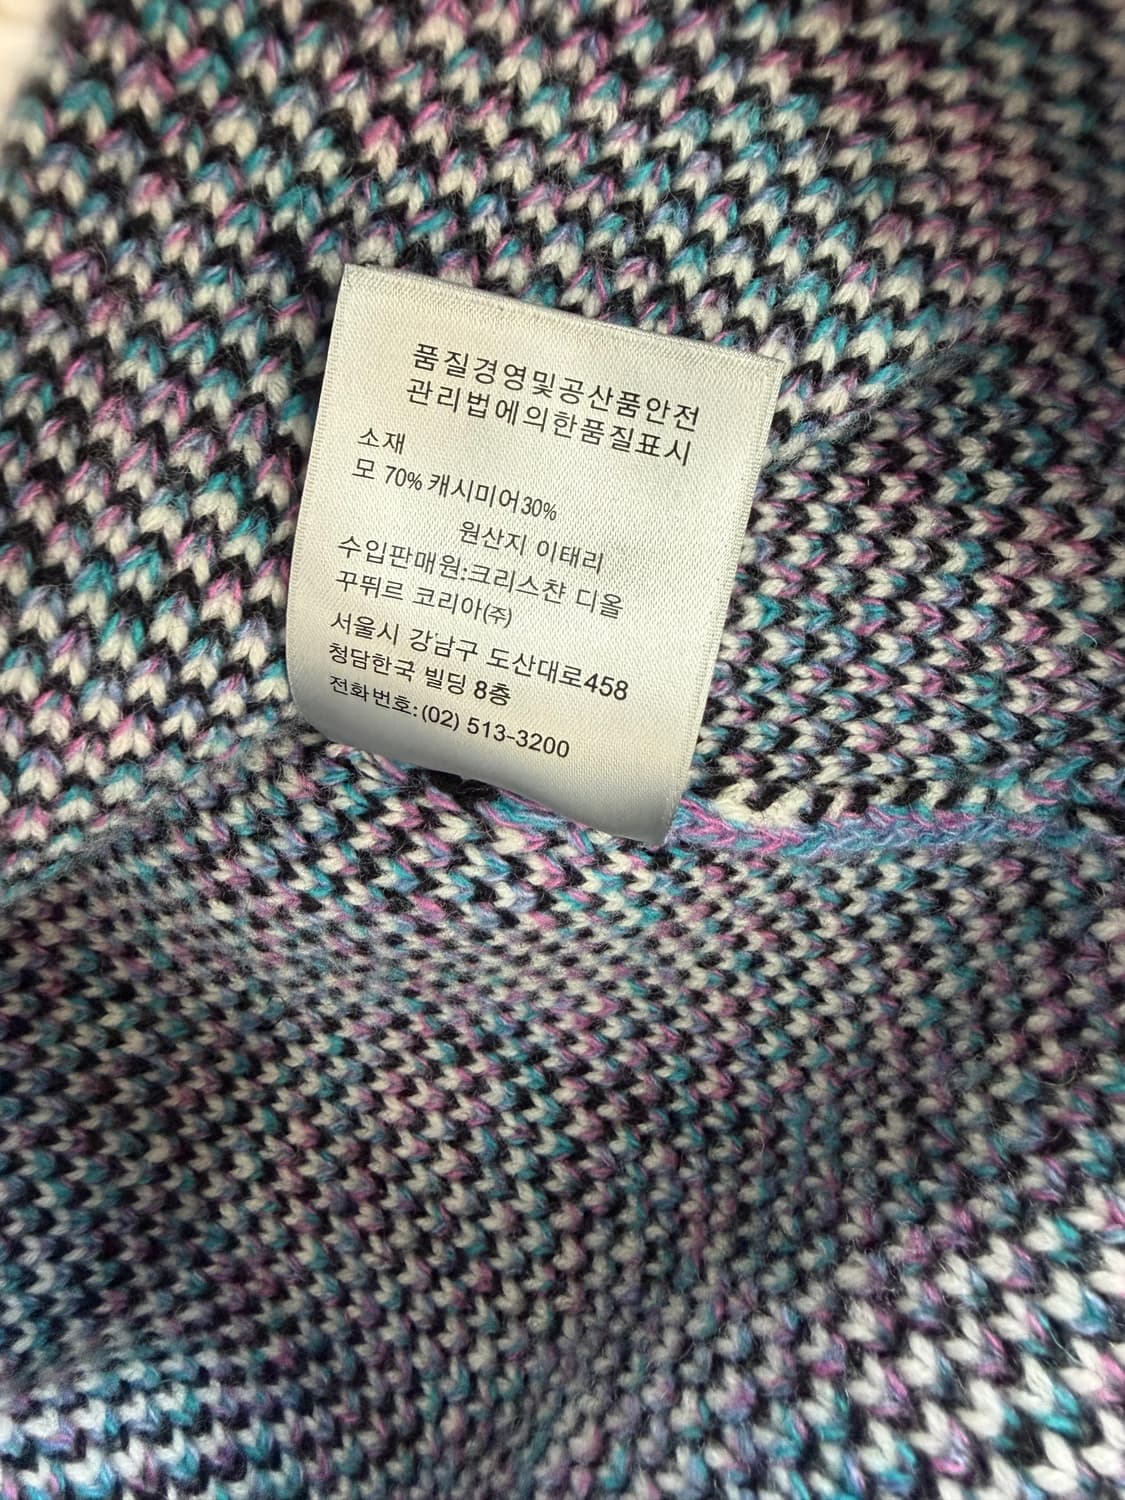 품질경영및공산품안전
관리법에의한품질표시
소재
모 70% 캐시미어30%
원산지 이태리
수입판매원:크리스챤 디올
꾸뛰르 코리아(주)
서울시 강남구 도산대로458
청담한국 빌딩 8층
전화번호:(02) 513-3200